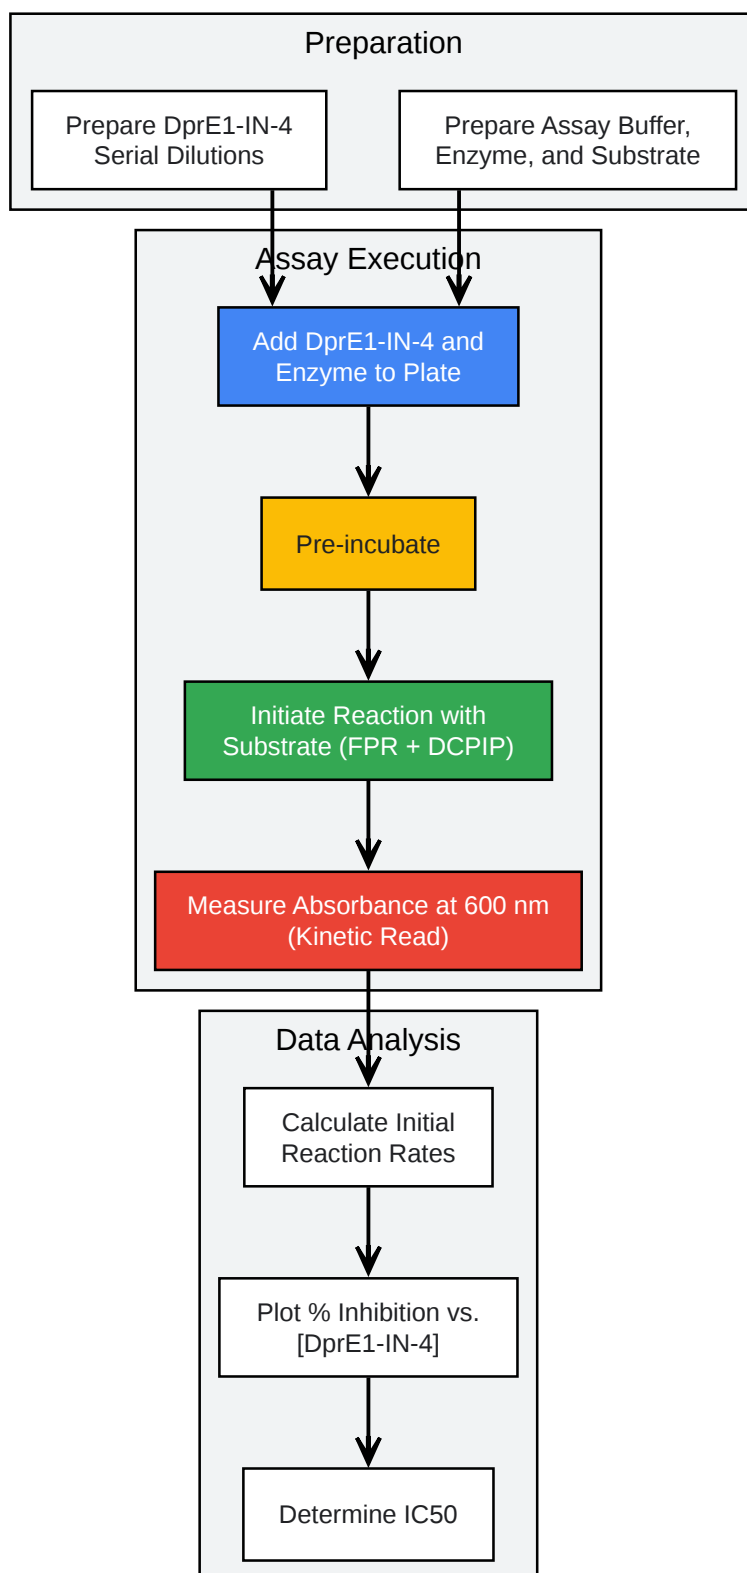 Preparation
Prepare DprE1-IN-4
Serial Dilutions
Prepare Assay Buffer,
Enzyme, and Substrate
Assay Execution
Add DprE1-IN-4 and
Enzyme to Plate
Pre-incubate
Initiate Reaction with
Substrate (FPR + DCPIP)
Measure Absorbance at 600 nm
(Kinetic Read)
Data Analysis
Calculate Initial
Reaction Rates
Plot % Inhibition vs.
[DprE1-IN-4]
Determine IC50